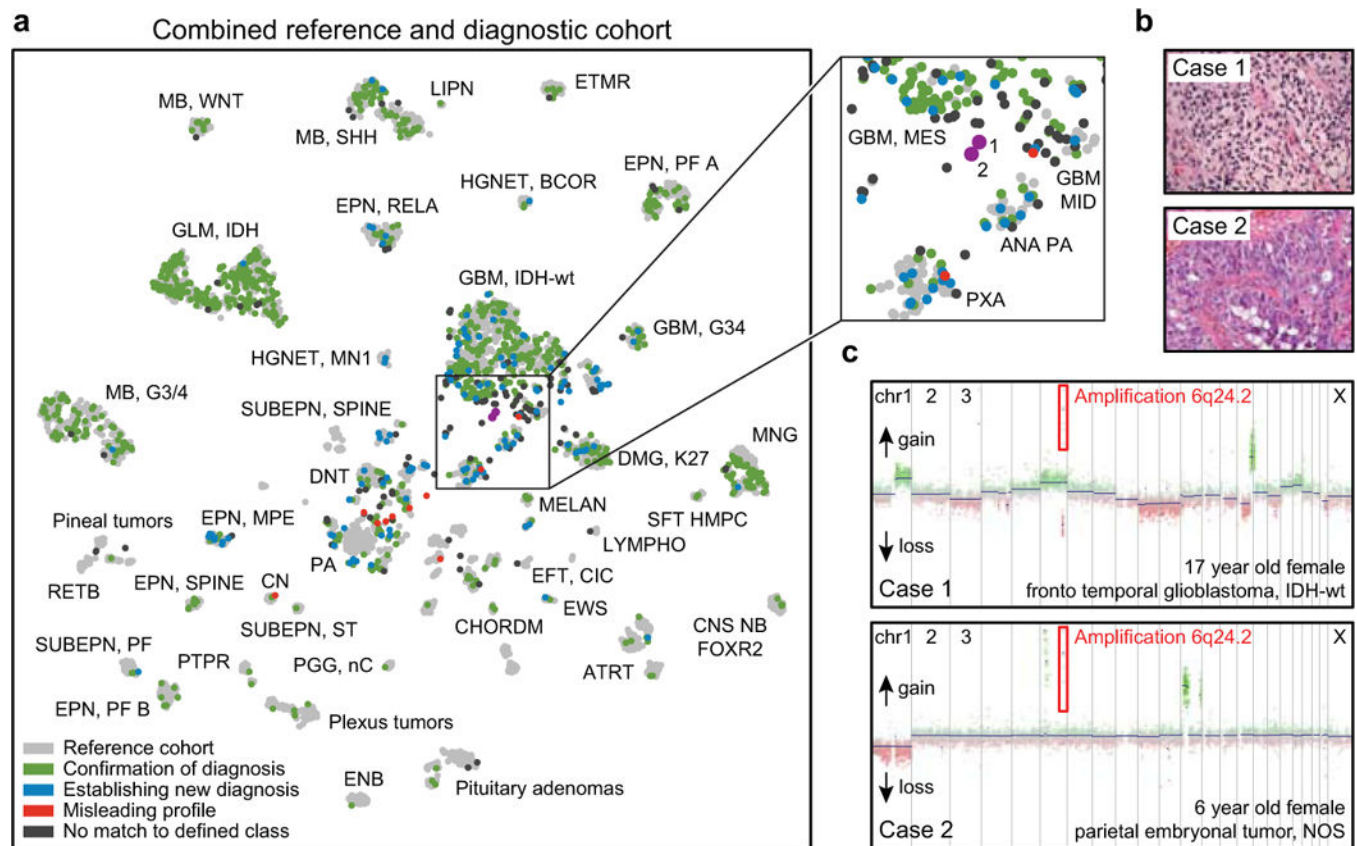 a
Combined reference and diagnostic cohort
MB, WNT
LIPN
ETMR
MB, SHH
HGNET, BCOR
EPN, PF A
EPN, RELA
GLM, IDH
GBM, IDH-wt
GBM, G34
HGNET, MN1
MB, G3/4
SUBEPN, SPINE
MNG
DNT
DMG, K27
MELAN
SFT HMPC
Pineal tumors
EPN, MPE
LYMPHO
PA
RETB
EPN, SPINE
CN
EFT, CIC
EWS
SUBEPN, ST
CHORDM
CNS NB
FOXR2
SUBEPN, PF
PTPR
PGG, nC
ATRT
EPN, PF B
Plexus tumors
ENB
Pituitary adenomas
Reference cohort
Confirmation of diagnosis
Establishing new diagnosis
Misleading profile
No match to defined class
GBM, MES
1
2
GBM
MID
ANA PA
PXA
b
Case 1
Case 2
c
chr1 2 3 Amplification 6q24.2 X
gain
loss
17 year old female
Case 1 fronto temporal glioblastoma, IDH-wt
chr1 2 3 Amplification 6q24.2 X
gain
loss
6 year old female
Case 2 parietal embryonal tumor, NOS